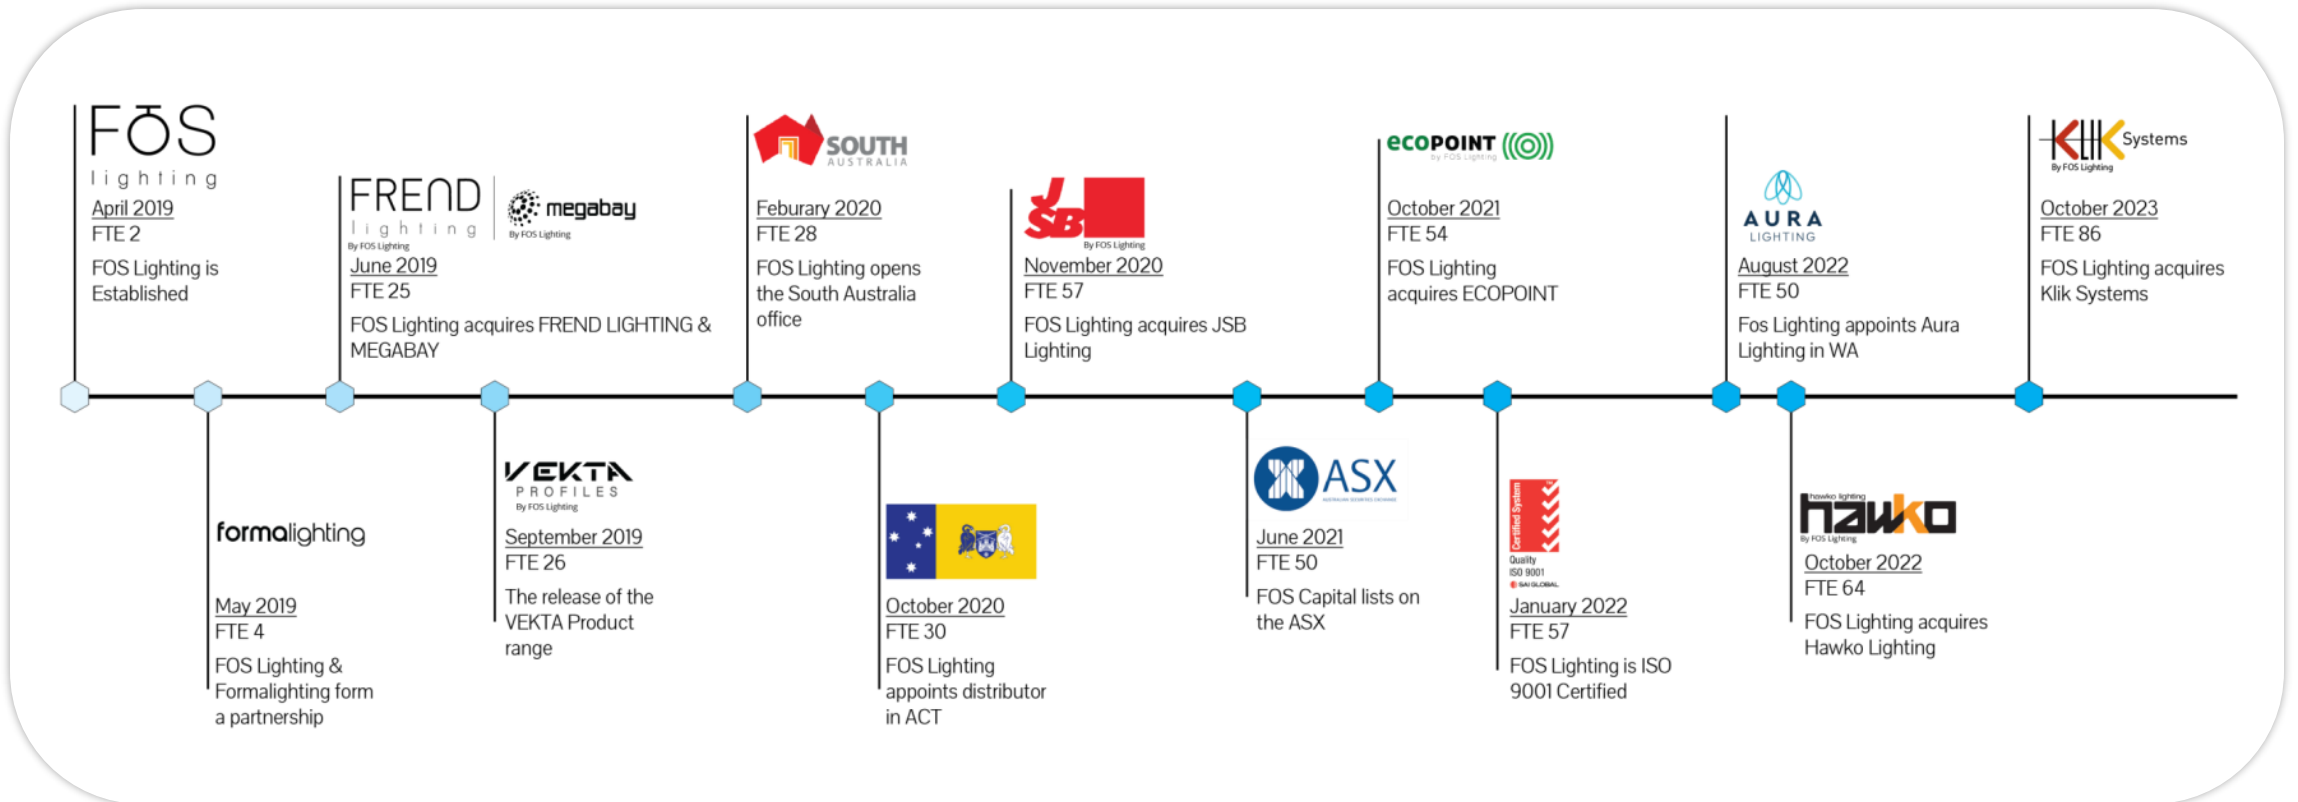 FōS
lighting
April 2019
FTE 2
FOS Lighting is
Established
formalighting
May 2019
FTE 4
FOS Lighting &
Formalighting form
a partnership
FREND
lighting
By FOS Lighting
megabay
By FOS Lighting
June 2019
FTE 25
FOS Lighting acquires FREND LIGHTING &
MEGABAY
VEKTA
PROFILES
By FOS Lighting
September 2019
FTE 26
The release of the
VEKTA Product
range
SOUTH
AUSTRALIA
Feburary 2020
FTE 28
FOS Lighting opens
the South Australia
office
October 2020
FTE 30
FOS Lighting
appoints distributor
in ACT
JSB
By FOS Lighting
November 2020
FTE 57
FOS Lighting acquires JSB
Lighting
ASX
AUSTRALIAN SECURITIES EXCHANGE
June 2021
FTE 50
FOS Capital lists on
the ASX
ecoPOINT
by FOS Lighting
October 2021
FTE 54
FOS Lighting
acquires ECOPOINT
Certified System
TM
Quality
ISO 9001
SAI GLOBAL
January 2022
FTE 57
FOS Lighting is ISO
9001 Certified
AURA
LIGHTING
August 2022
FTE 50
Fos Lighting appoints Aura
Lighting in WA
hawko lighting
hawko
By FOS Lighting
October 2022
FTE 64
FOS Lighting acquires
Hawko Lighting
KLIK Systems
By FOS Lighting
October 2023
FTE 86
FOS Lighting acquires
Klik Systems